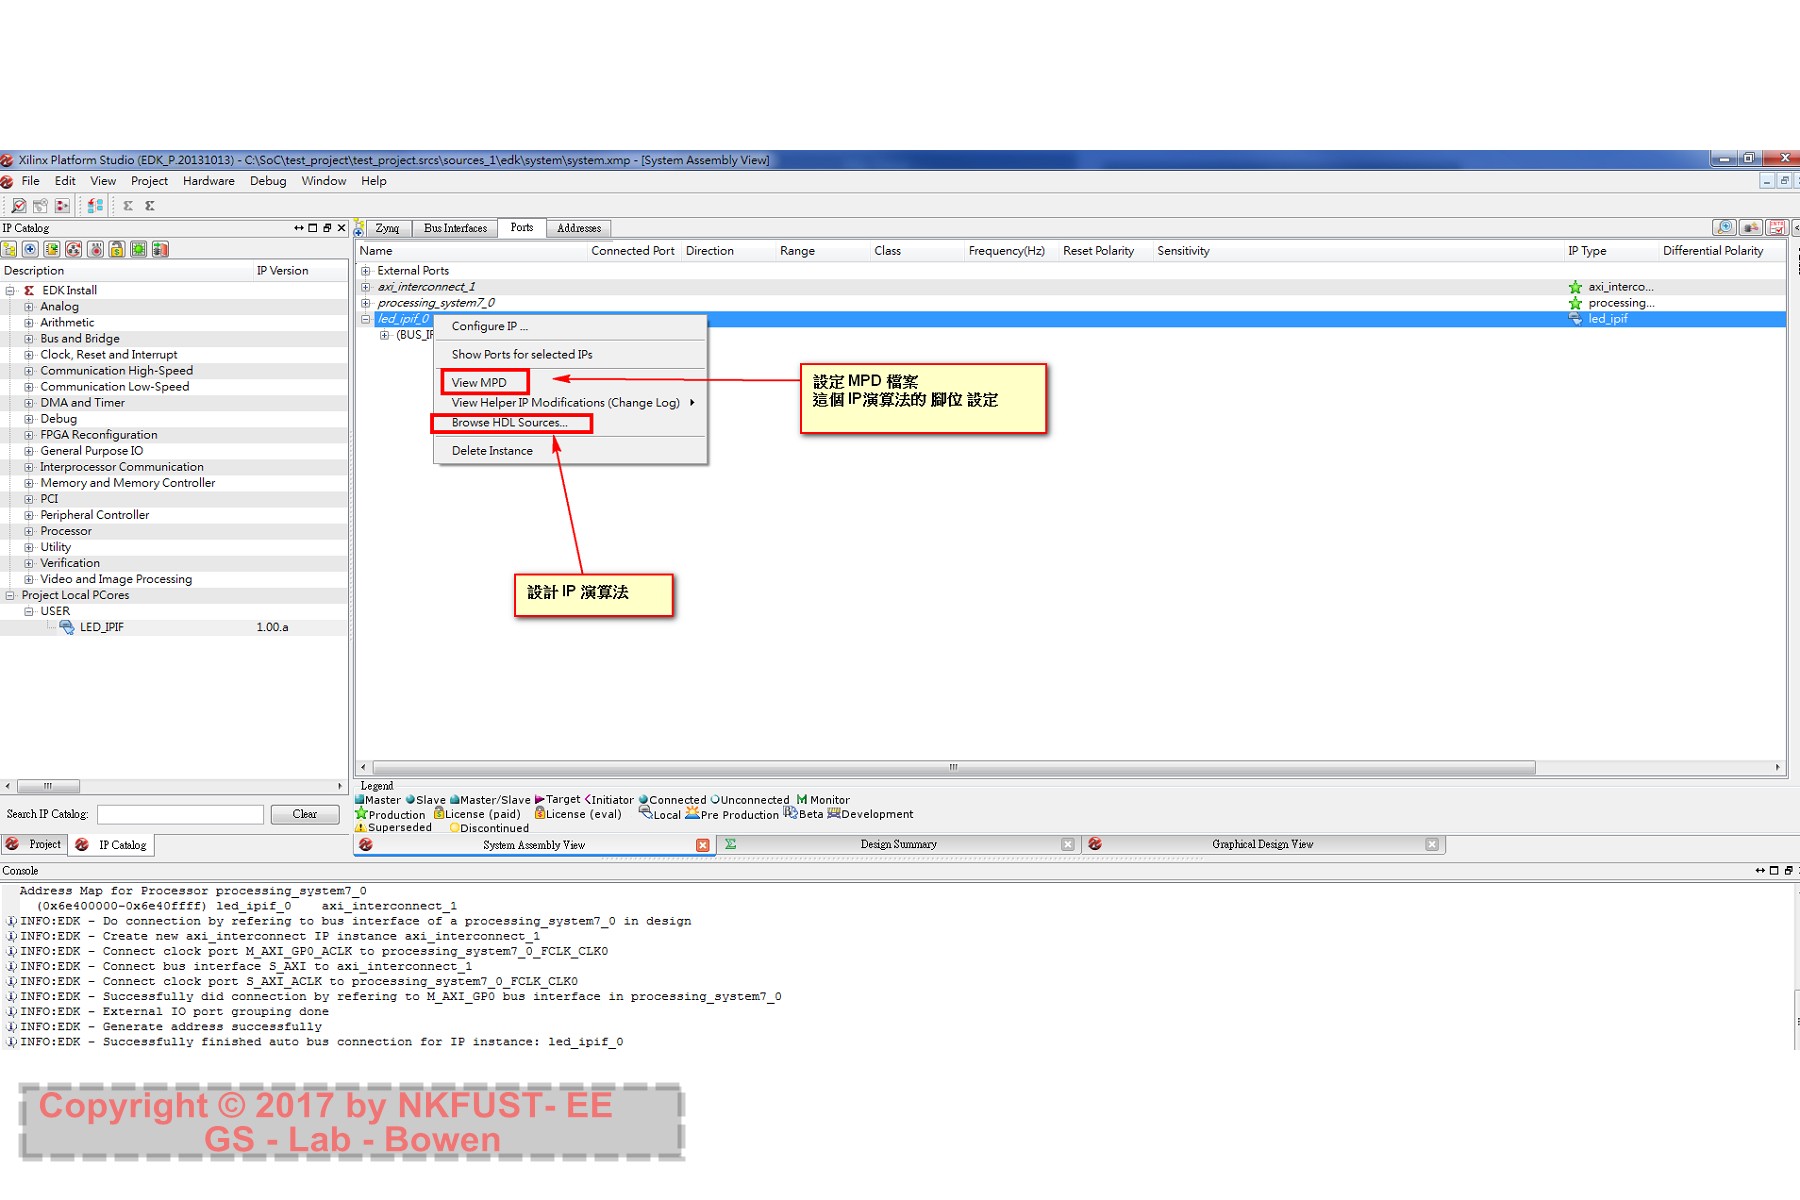 Xilinx Platform Studio (EDK_P.20131013) - C:\SoC\test_project\test_project.srcs\sources_1\edk\system\system.xmp - [System Assembly View]
File Edit View Project Hardware Debug Window Help
IP Catalog
Description IP Version
EDK Install
Analog
Arithmetic
Bus and Bridge
Clock, Reset and Interrupt
Communication High-Speed
Communication Low-Speed
DMA and Timer
Debug
FPGA Reconfiguration
General Purpose IO
Interprocessor Communication
Memory and Memory Controller
PCI
Peripheral Controller
Processor
Utility
Verification
Video and Image Processing
Project Local PCores
USER
LED_IPIF 1.00.a
Search IP Catalog: Clear
Project IP Catalog
Zynq Bus Interfaces Ports Addresses
Name Connected Port Direction Range Class Frequency(Hz) Reset Polarity Sensitivity IP Type Differential Polarity
External Ports
axi_interconnect_1 axi_interco...
processing_system7_0 processing...
led_ipif_0 led_ipif
(BUS_IF
Configure IP ...
Show Ports for selected IPs
View MPD
View Helper IP Modifications (Change Log)
Browse HDL Sources...
Delete Instance
設定 MPD 檔案
這個 IP演算法的 腳位 設定
設計 IP 演算法
Legend
Master Slave Master/Slave Target Initiator Connected Unconnected Monitor
Production License (paid) License (eval) Local Pre Production Beta Development
Superseded Discontinued
System Assembly View Design Summary Graphical Design View
Console
Address Map for Processor processing_system7_0
(0x6e400000-0x6e40ffff) led_ipif_0 axi_interconnect_1
INFO:EDK - Do connection by refering to bus interface of a processing_system7_0 in design
INFO:EDK - Create new axi_interconnect IP instance axi_interconnect_1
INFO:EDK - Connect clock port M_AXI_GP0_ACLK to processing_system7_0_FCLK_CLK0
INFO:EDK - Connect bus interface S_AXI to axi_interconnect_1
INFO:EDK - Connect clock port S_AXI_ACLK to processing_system7_0_FCLK_CLK0
INFO:EDK - Successfully did connection by refering to M_AXI_GP0 bus interface in processing_system7_0
INFO:EDK - External IO port grouping done
INFO:EDK - Generate address successfully
INFO:EDK - Successfully finished auto bus connection for IP instance: led_ipif_0
Copyright © 2017 by NKFUST- EE
GS - Lab - Bowen